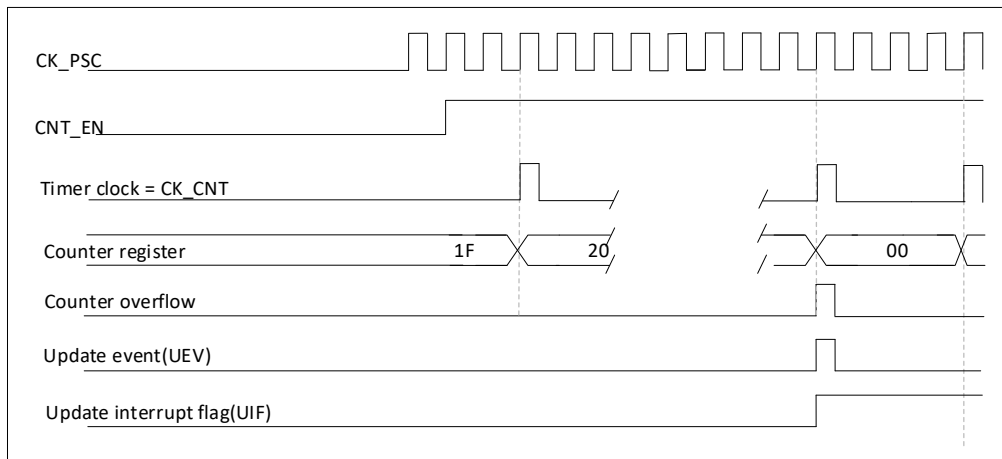 CK_PSC
CNT_EN
Timer clock = CK_CNT
Counter register 1F 20 00
Counter overflow
Update event(UEV)
Update interrupt flag(UIF)